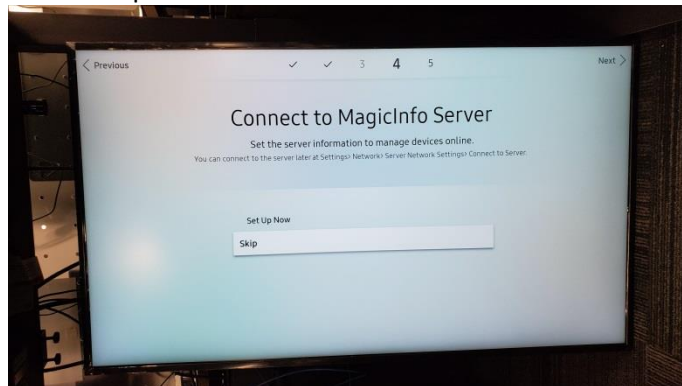 < Previous
3 4 5
Next >
Connect to MagicInfo Server
Set the server information to manage devices online.
You can connect to the server later at Settings> Network> Server Network Settings> Connect to Server.
Set Up Now
Skip